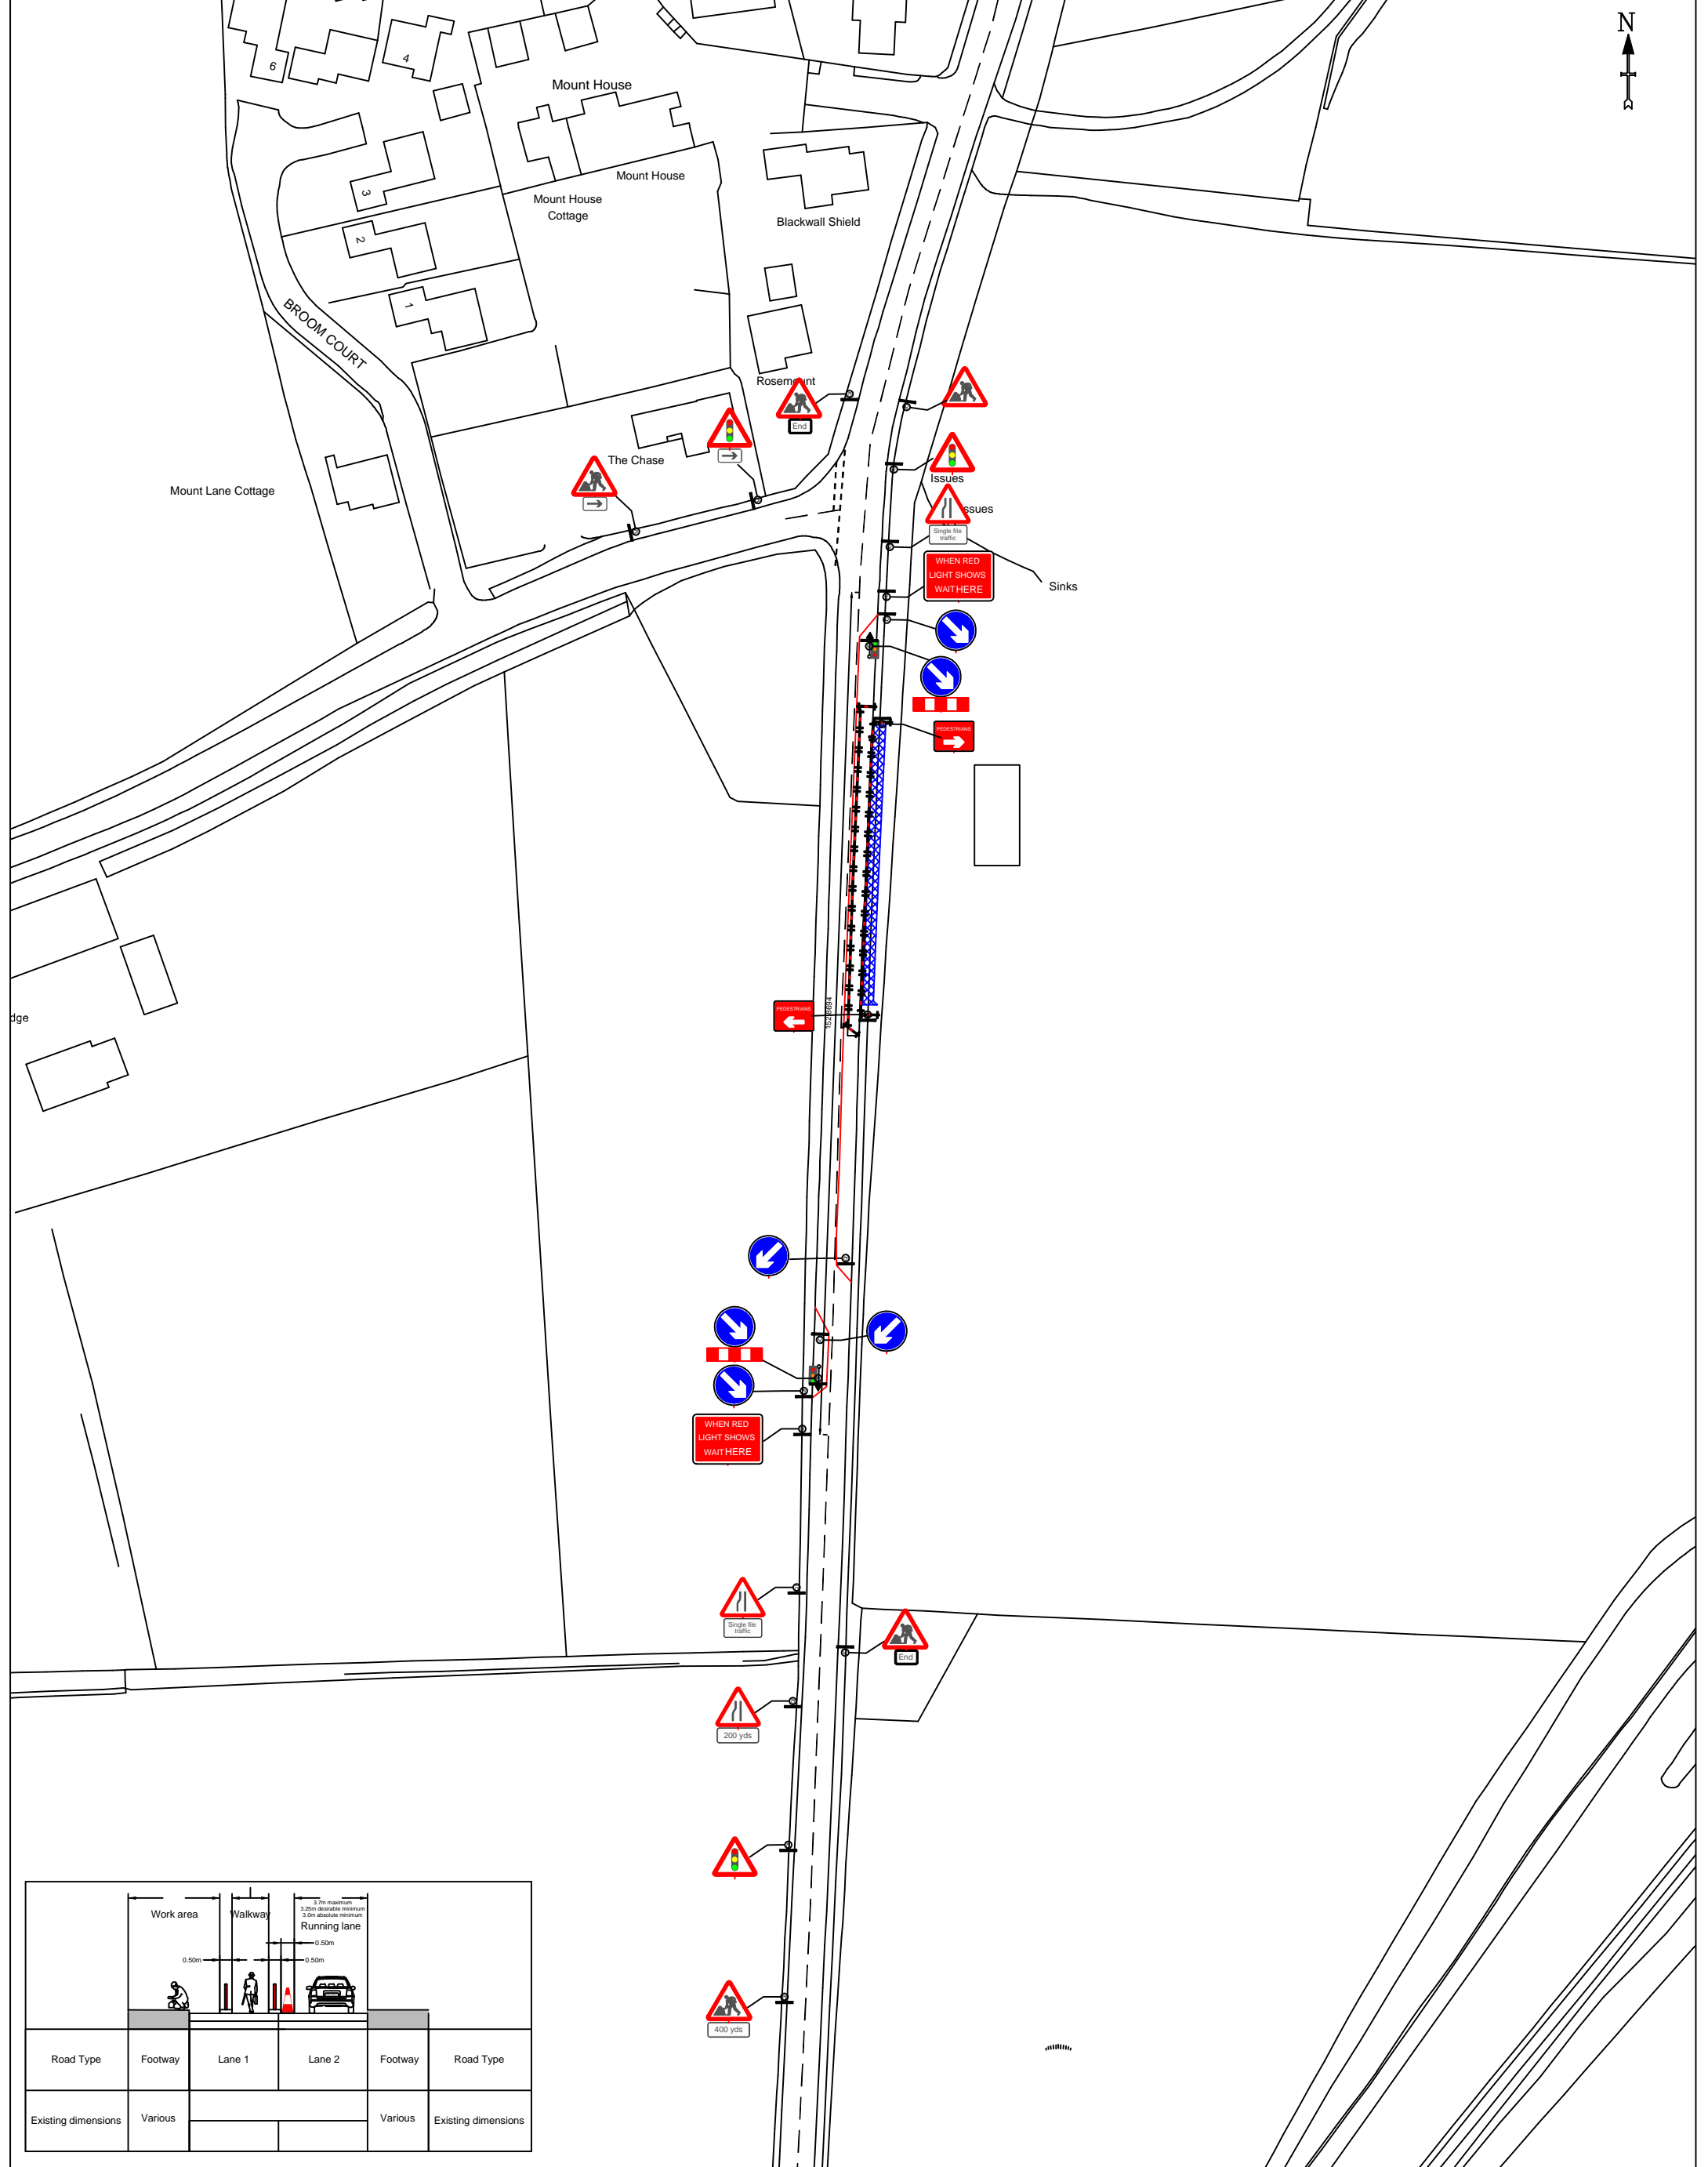 N
6
4
Mount House
3
Mount House
Mount House
Cottage
2
Blackwall Shield
1
BROOM COURT
Rosemount
End
The Chase
Mount Lane Cottage
Issues
Issues
Single file
traffic
WHEN RED
LIGHT SHOWS
WAIT HERE
Sinks
PEDESTRIANS
PEDESTRIANS
152.8694
dge
WHEN RED
LIGHT SHOWS
WAIT HERE
Single file
traffic
End
200 yds
400 yds
3.7m maximum
3.25m desirable minimum
3.0m absolute minimum
Work area
Walkway
Running lane
0.50m
0.50m
0.50m
Road Type
Footway
Lane 1
Lane 2
Footway
Road Type
Existing dimensions
Various
Various
Existing dimensions